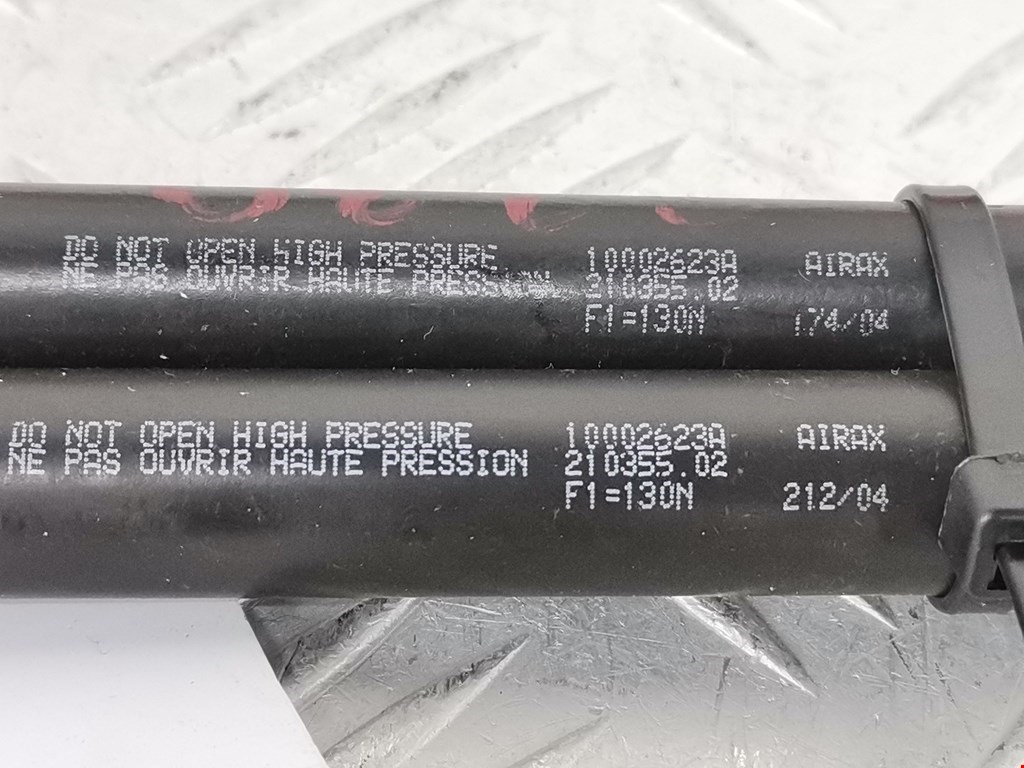 DO NOT OPEN HIGH PRESSURE 10002623A AIRAX
NE PAS OUVRIR HAUTE PRESSION 210355.02
F1=130N 174/04
DO NOT OPEN HIGH PRESSURE 10002623A AIRAX
NE PAS OUVRIR HAUTE PRESSION 210355.02
F1=130N 212/04